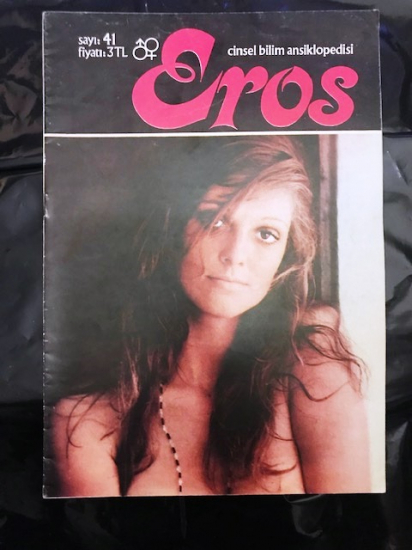 sayı: 41
fiyatı: 3 TL
cinsel bilim ansiklopedisi
Eros